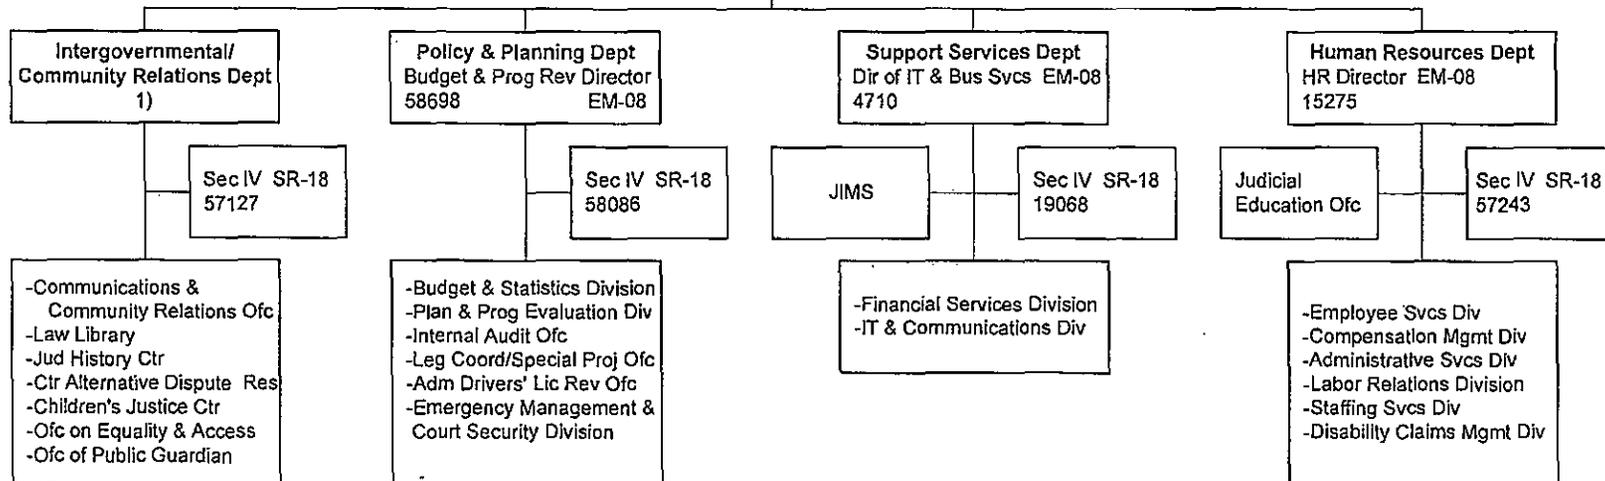 Intergovernmental/
Community Relations Dept
1)
Policy & Planning Dept
Budget & Prog Rev Director
58698 EM-08
Support Services Dept
Dir of IT & Bus Svcs EM-08
4710
Human Resources Dept
HR Director EM-08
15275
Sec IV SR-18
57127
Sec IV SR-18
58086
JIMS
Sec IV SR-18
19068
Judicial
Education Ofc
Sec IV SR-18
57243
-Communications &
Community Relations Ofc
-Law Library
-Jud History Ctr
-Ctr Alternative Dispute Res
-Children's Justice Ctr
-Ofc on Equality & Access
-Ofc of Public Guardian
-Budget & Statistics Division
-Plan & Prog Evaluation Div
-Internal Audit Ofc
-Leg Coord/Special Proj Ofc
-Adm Drivers' Lic Rev Ofc
-Emergency Management &
Court Security Division
-Financial Services Division
-IT & Communications Div
-Employee Svcs Div
-Compensation Mgmt Div
-Administrative Svcs Div
-Labor Relations Division
-Staffing Svcs Div
-Disability Claims Mgmt Div